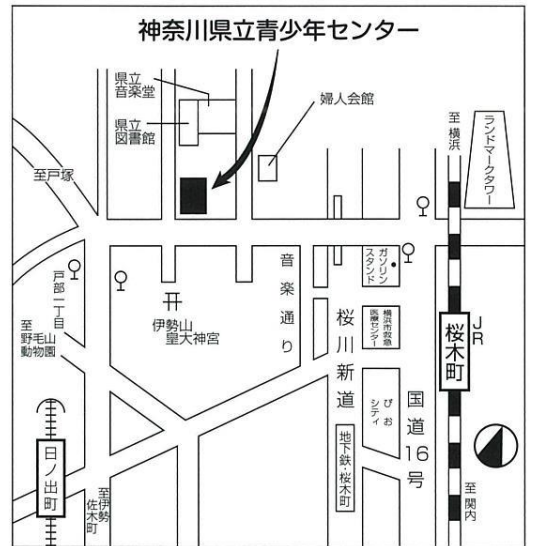 神奈川県立青少年センター
県立
音楽堂
県立
図書館
婦人会館
至 横浜
ランドマークタワー
至戸塚
ガソリン
スタンド
戸部一丁目
音楽通り
伊勢山
皇大神宮
至
野毛山
動物園
横浜市救急
医療センター
桜川新道
JR
桜木町
ぴお
シティ
国道16号
地下鉄・桜木町
日ノ出町
至伊勢
佐木町
至関内